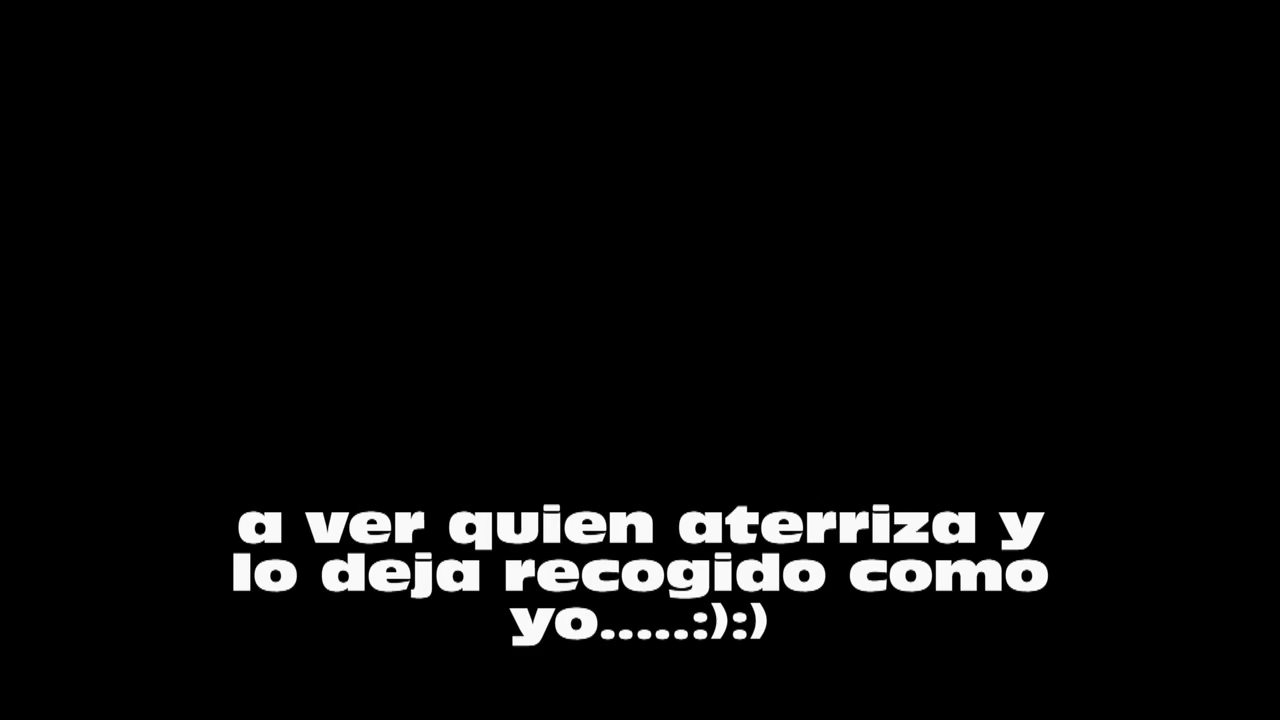 a ver quien aterriza y
lo deja recogido como
yo.....:):)